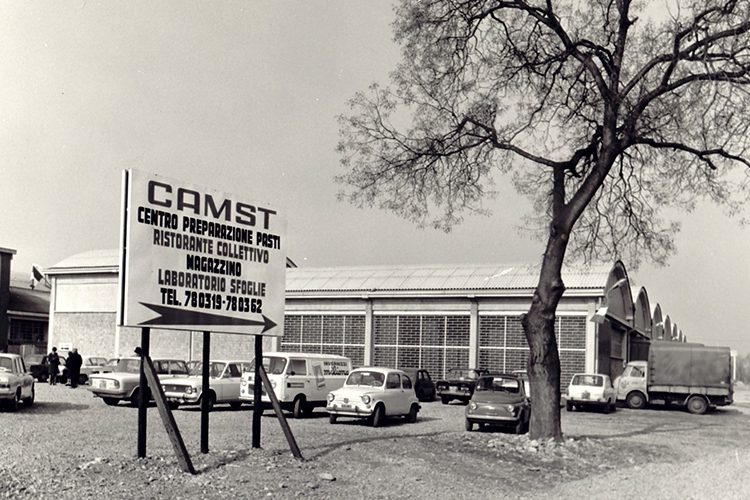 CAMST
CENTRO PREPARAZIONE PASTI
RISTORANTE COLLETTIVO
MAGAZZINO
LABORATORIO SFOGLIE
TEL. 780319-780362